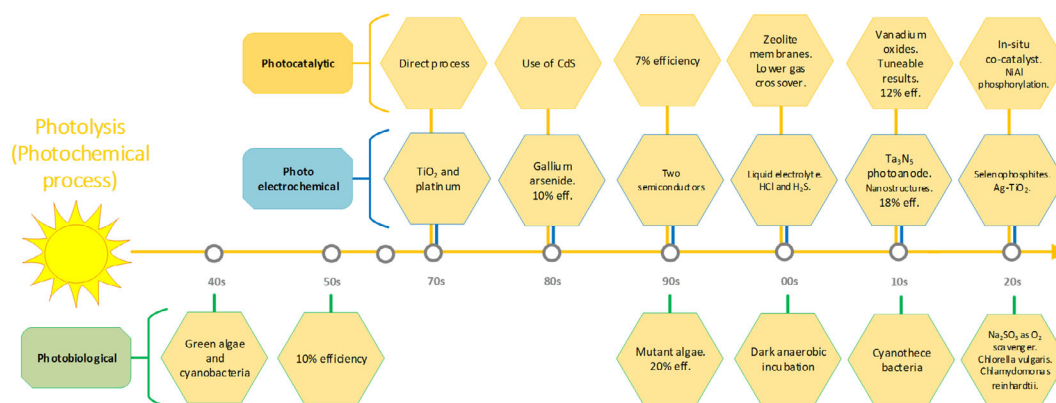 Photocatalytic
Direct process
Use of CdS
7% efficiency
Zeolite
membranes.
Lower gas
crossover.
Vanadium
oxides.
Tuneable
results.
12% eff.
In-situ
co-catalyst.
NiAl
phosphorylation.
Photolysis
(Photochemical
process)
Photo
electrochemical
TiO₂ and
platinum
Gallium
arsenide.
10% eff.
Two
semiconductors
Liquid electrolyte.
HCl and H₂S.
Ta₃N₅
photoanode.
Nanostructures.
18% eff.
Selenophosphites.
Ag-TiO₂.
40s
50s
70s
80s
90s
00s
10s
20s
Photobiological
Green algae
and
cyanobacteria
10% efficiency
Mutant algae.
20% eff.
Dark anaerobic
incubation
Cyanothece
bacteria
Na₂SO₃ as O₂
scavenger.
Chlorella vulgaris.
Chlamydomonas
reinhardtii.